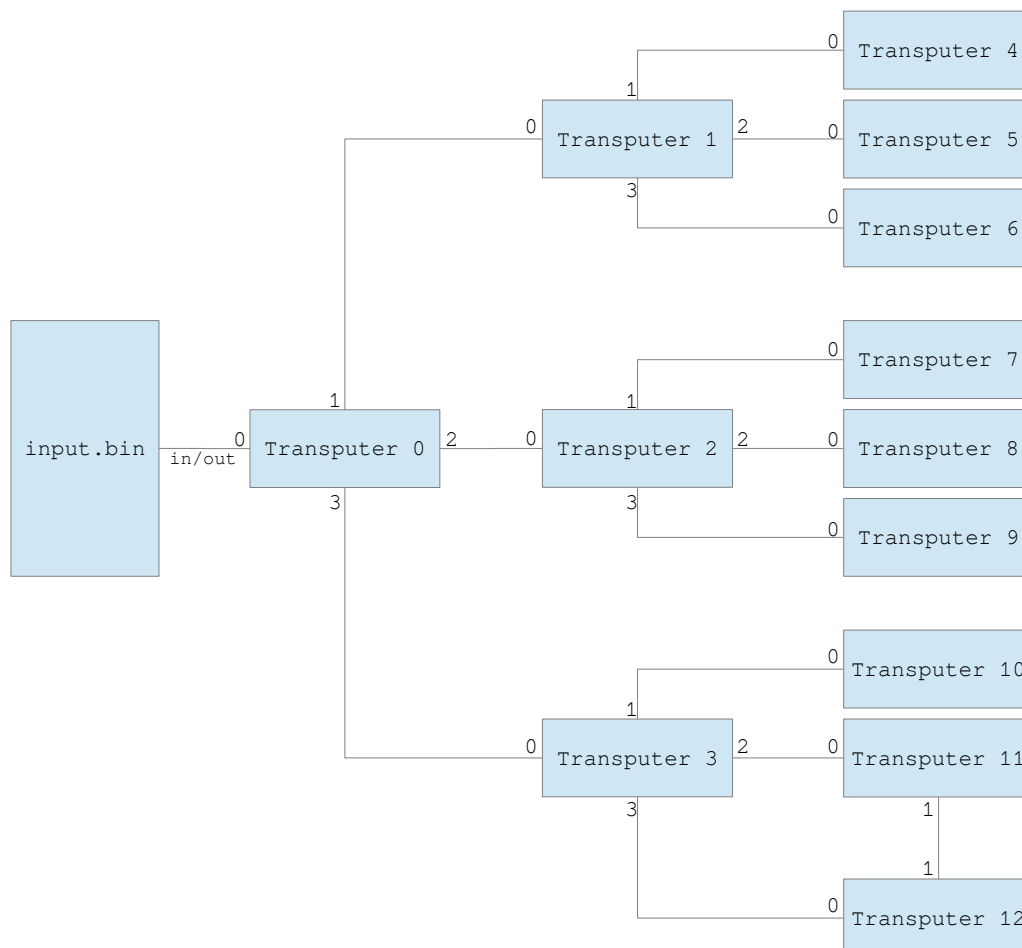 0
Transputer 4
1
0
Transputer 1
2
0
Transputer 5
3
0
Transputer 6
input.bin
0
in/out
1
Transputer 0
2
3
0
Transputer 7
1
0
Transputer 2
2
0
Transputer 8
3
0
Transputer 9
0
Transputer 10
1
0
Transputer 3
2
0
Transputer 11
3
1
1
0
Transputer 12